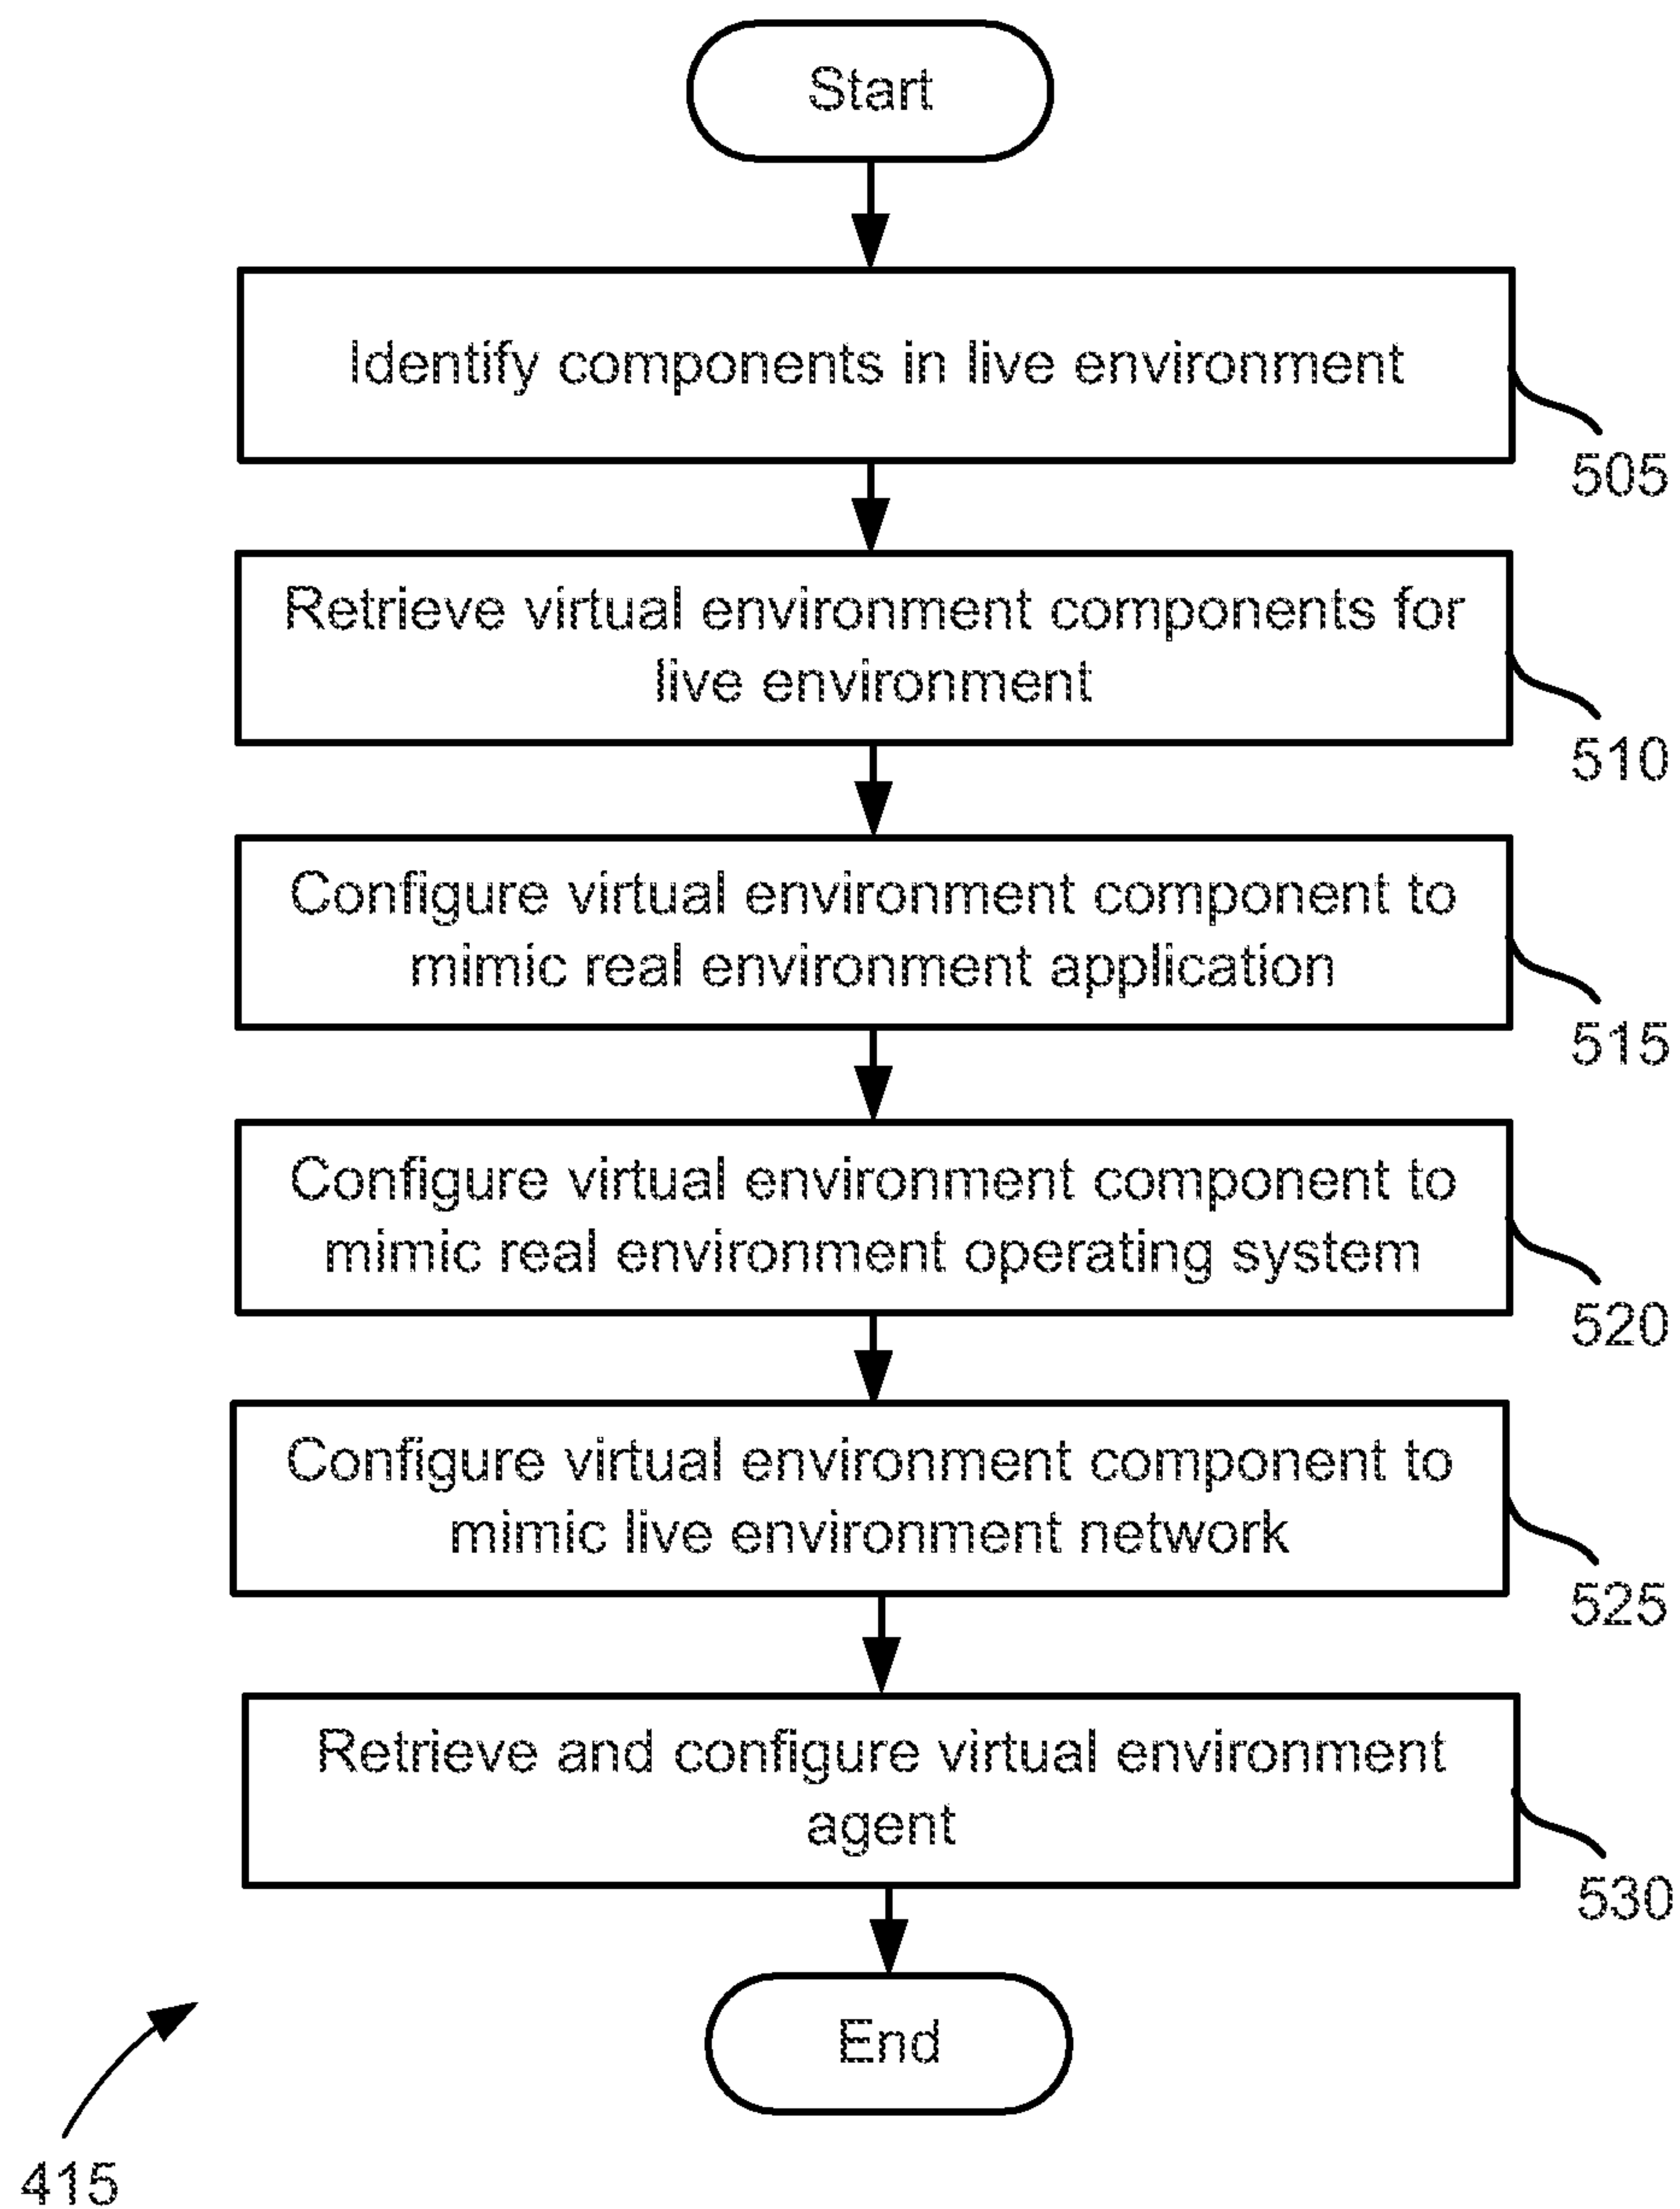 Start
Identify components in live environment
505
Retrieve virtual environment components for
live environment
510
Configure virtual environment component to
mimic real environment application
515
Configure virtual environment component to
mimic real environment operating system
520
Configure virtual environment component to
mimic live environment network
525
Retrieve and configure virtual environment
agent
530
End
415